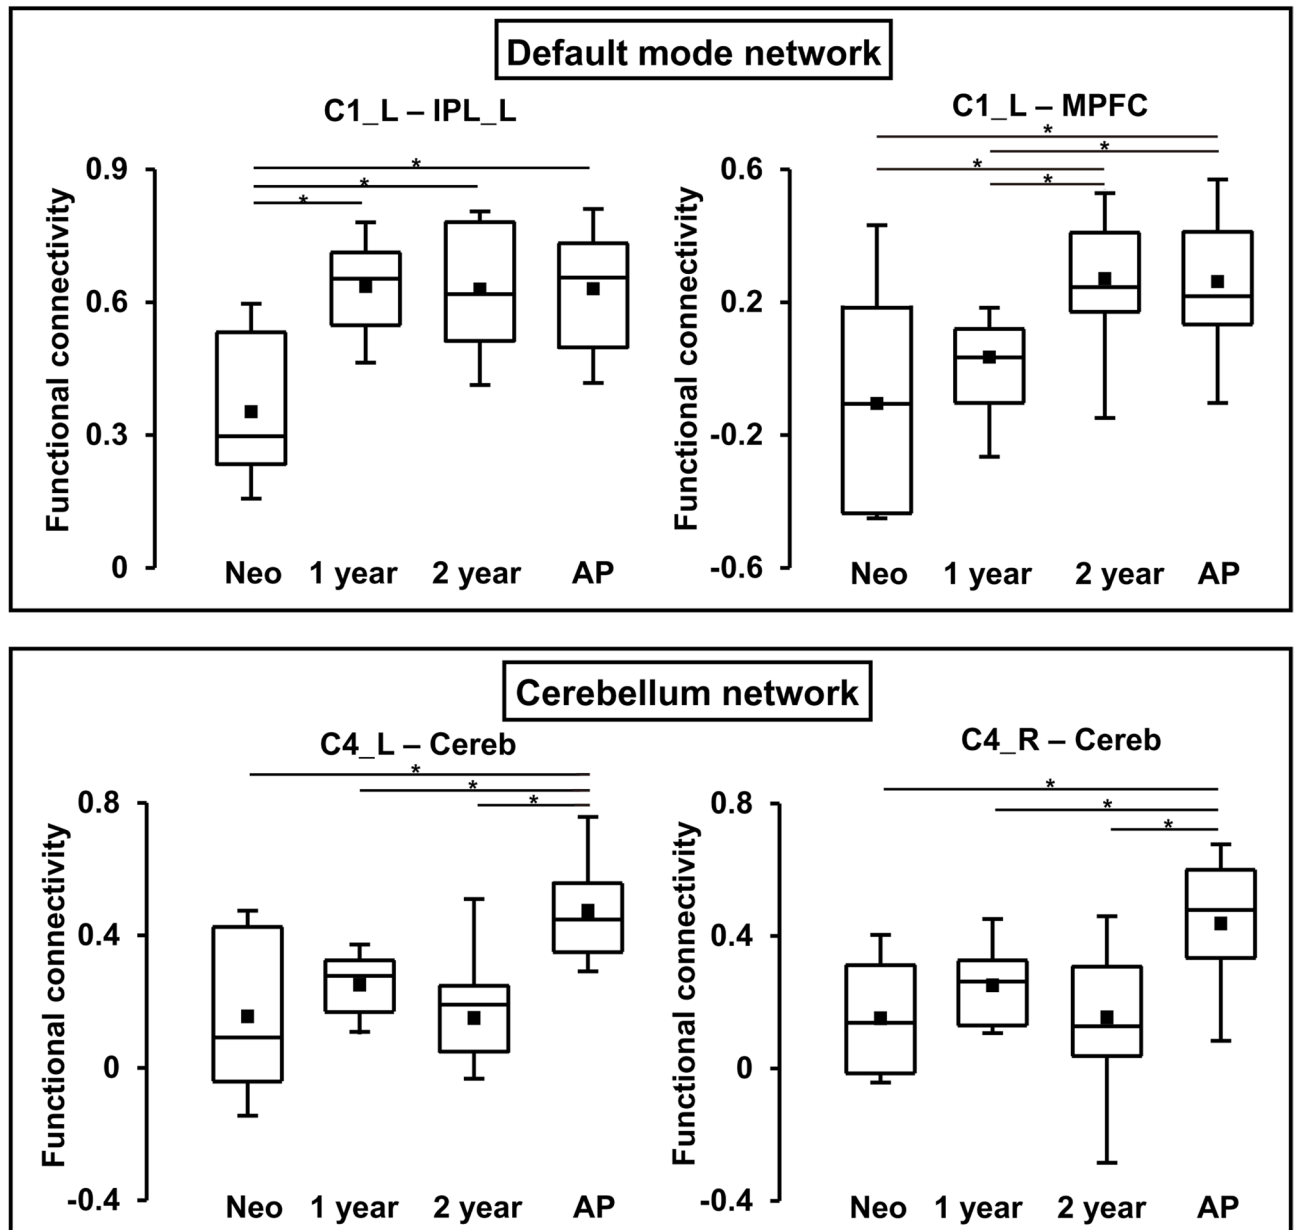 Default mode network
C1_L – IPL_L
Functional connectivity
0.9
0.6
0.3
0
*
*
*
Neo 1 year 2 year AP
C1_L – MPFC
Functional connectivity
0.6
0.2
-0.2
-0.6
*
*
*
*
Neo 1 year 2 year AP
Cerebellum network
C4_L – Cereb
Functional connectivity
0.8
0.4
0
-0.4
*
*
*
Neo 1 year 2 year AP
C4_R – Cereb
Functional connectivity
0.8
0.4
0
-0.4
*
*
*
Neo 1 year 2 year AP